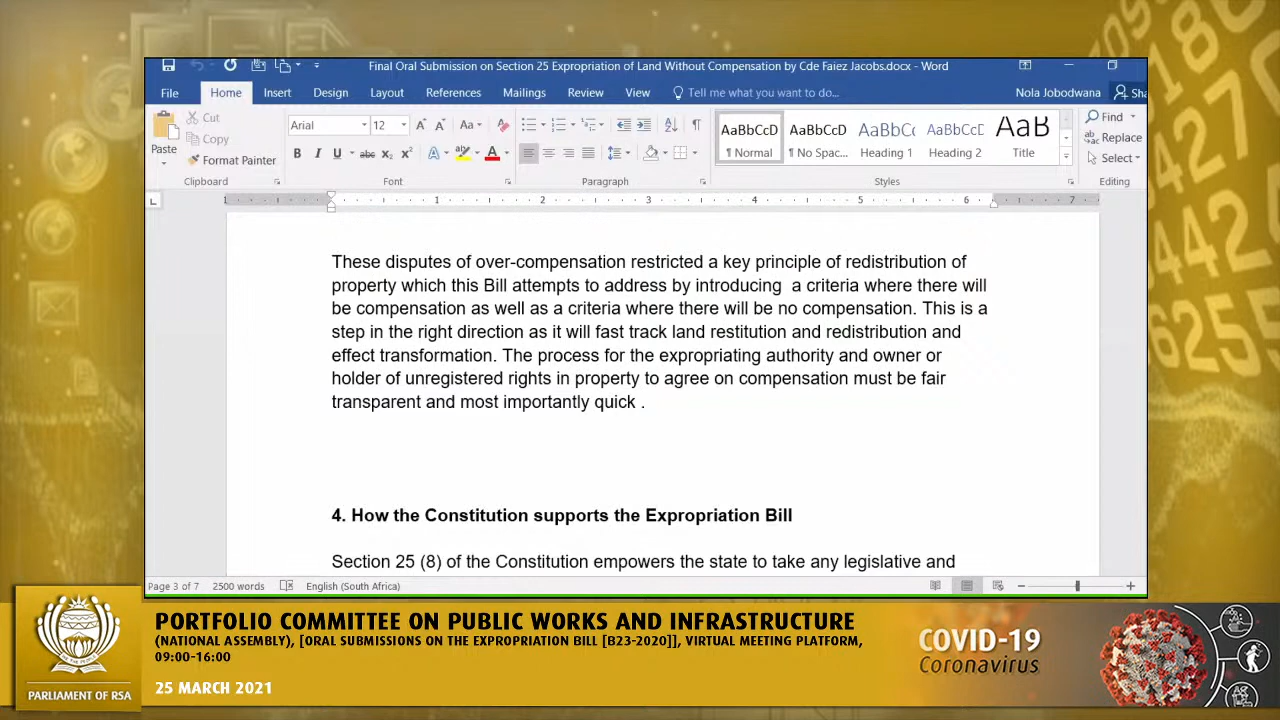 Final Oral Submission on Section 25 Expropriation of Land Without Compensation by Cde Faiez Jacobs.docx - Word
File Home Insert Design Layout References Mailings Review View Tell me what you want to do... Nola Jobodwana Sha
Paste
Cut
Copy
Format Painter
Clipboard
Arial 12
Font
Paragraph
AaBbCcD AaBbCcD AaBbCc AaBbCcD AaB
¶ Normal ¶ No Spac... Heading 1 Heading 2 Title
Styles
Find
Replace
Select
Editing
1 1 2 3 4 5 6 7
These disputes of over-compensation restricted a key principle of redistribution of
property which this Bill attempts to address by introducing  a criteria where there will
be compensation as well as a criteria where there will be no compensation. This is a
step in the right direction as it will fast track land restitution and redistribution and
effect transformation. The process for the expropriating authority and owner or
holder of unregistered rights in property to agree on compensation must be fair
transparent and most importantly quick .
4. How the Constitution supports the Expropriation Bill
Section 25 (8) of the Constitution empowers the state to take any legislative and
Page 3 of 7 2500 words English (South Africa)
PORTFOLIO COMMITTEE ON PUBLIC WORKS AND INFRASTRUCTURE
(NATIONAL ASSEMBLY), [ORAL SUBMISSIONS ON THE EXPROPRIATION BILL [B23-2020]], VIRTUAL MEETING PLATFORM,
09:00-16:00
25 MARCH 2021
PARLIAMENT OF RSA
COVID-19
Coronavirus